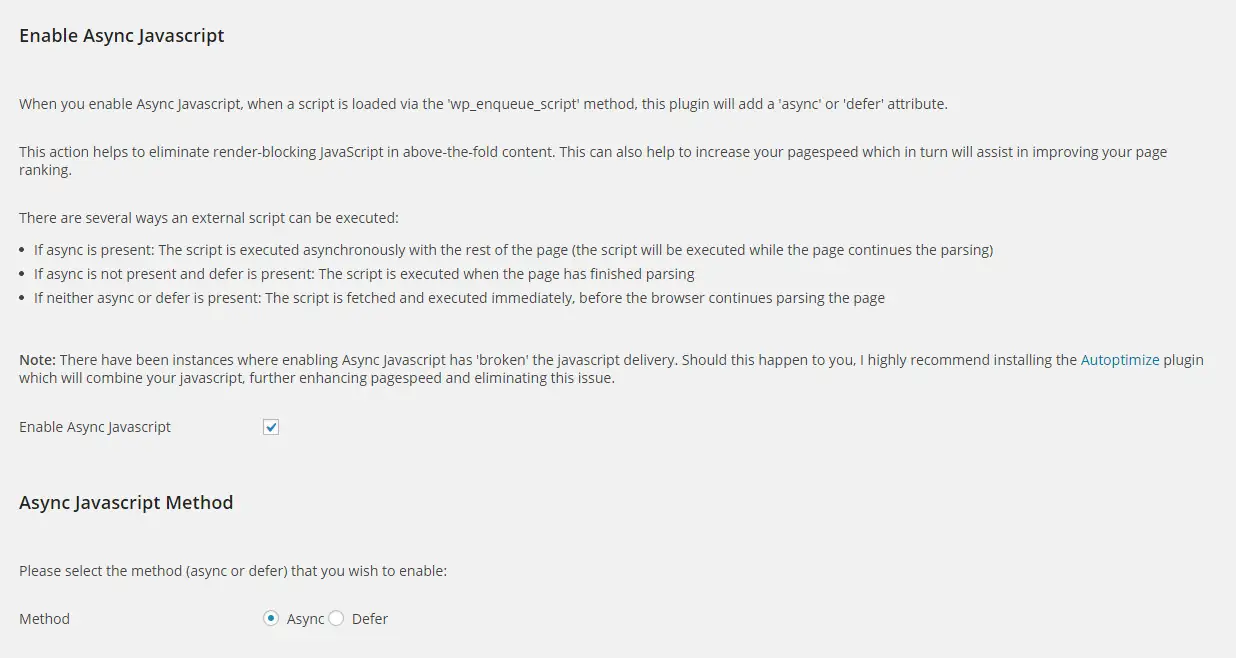 Enable Async Javascript
When you enable Async Javascript, when a script is loaded via the 'wp_enqueue_script' method, this plugin will add a 'async' or 'defer' attribute.
This action helps to eliminate render-blocking JavaScript in above-the-fold content. This can also help to increase your pagespeed which in turn will assist in improving your page
ranking.
There are several ways an external script can be executed:
• If async is present: The script is executed asynchronously with the rest of the page (the script will be executed while the page continues the parsing)
• If async is not present and defer is present: The script is executed when the page has finished parsing
• If neither async or defer is present: The script is fetched and executed immediately, before the browser continues parsing the page
Note: There have been instances where enabling Async Javascript has 'broken' the javascript delivery. Should this happen to you, I highly recommend installing the Autoptimize plugin
which will combine your javascript, further enhancing pagespeed and eliminating this issue.
Enable Async Javascript
Async Javascript Method
Please select the method (async or defer) that you wish to enable:
Method Async Defer